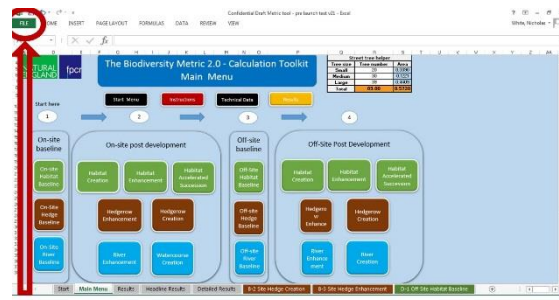 Confidential Draft Metric tool - pre launch test v21 - Excel
FILE HOME INSERT PAGE LAYOUT FORMULAS DATA REVIEW VIEW
White, Nicholas
NATURAL ENGLAND
fpcr
The Biodiversity Metric 2.0 - Calculation Toolkit
Main Menu
Street tree helper
Tree size Tree number Area
Small
Medium 30
Large
Total
Start here
Start Menu
Instructions
Technical Data
Results
1
2
3
4
On-site baseline
On-site post development
Off-site baseline
Off-Site Post Development
On-site Habitat Baseline
Habitat Creation
Habitat Enhancement
Habitat Accelerated Succession
Off-Site Habitat Baseline
Habitat Creation
Habitat Enhancement
Habitat Accelerated Succession
On-Site Hedge Baseline
Hedgerow Enhancement
Hedgerow Creation
Off-site Hedge Baseline
Hedgero
w
Enhance
Hedgerow Creation
On-Site River Baseline
River Enhancement
Watercourse Creation
Off-site River Baseline
River
Enhance
ment
River Creation
Start Main Menu Results Headline Results Detailed Results B-2 Site Hedge Creation B-3 Site Hedge Enhancement D-1 Off Site Habitat Baseline